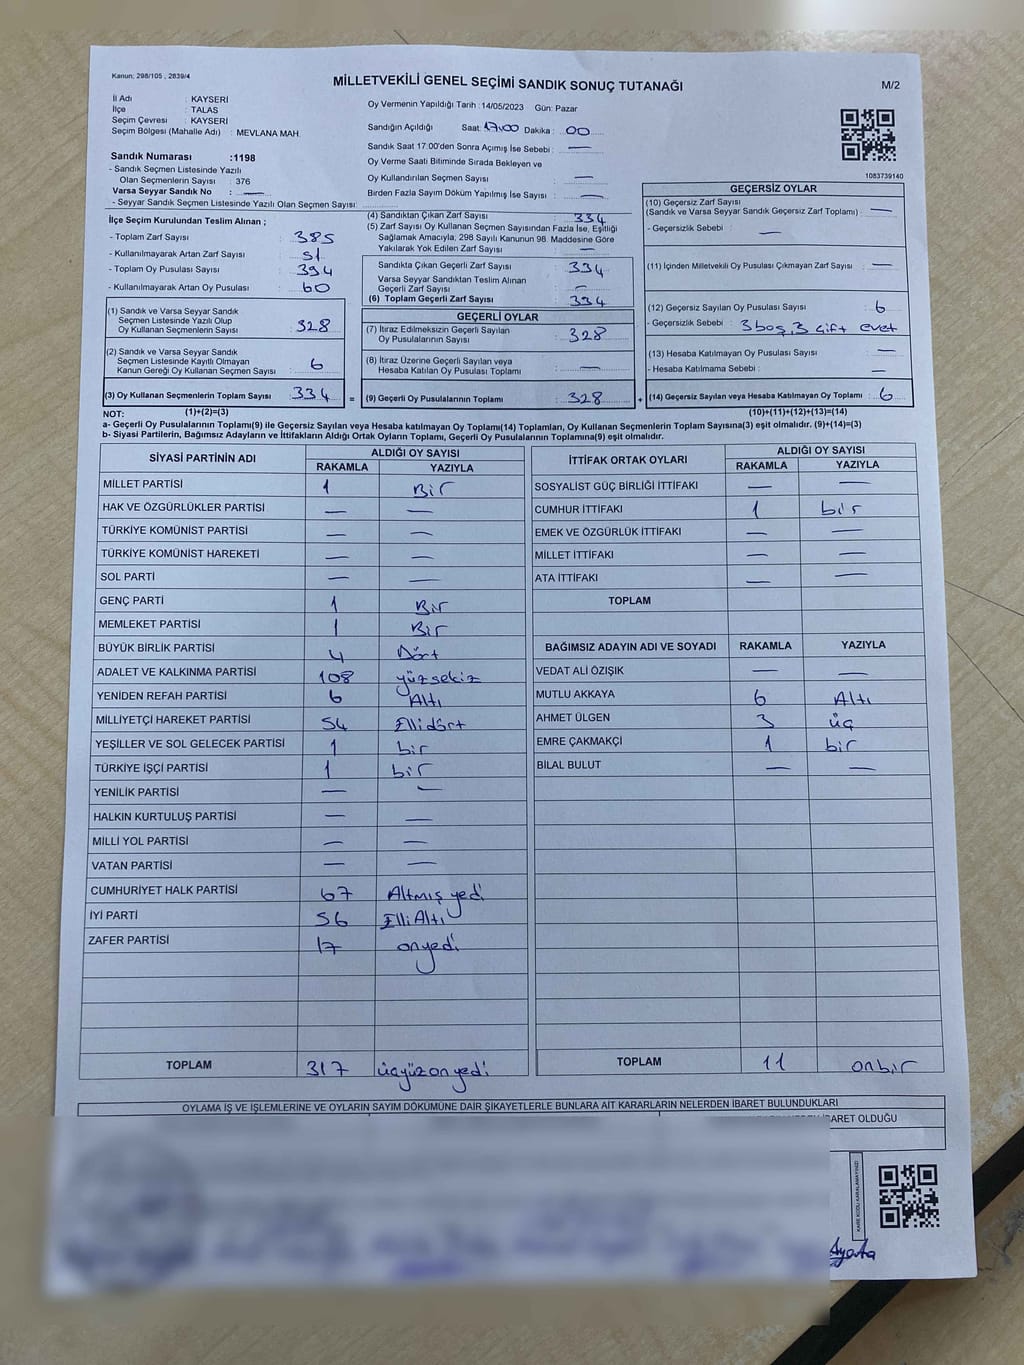 Kanun: 298/105 , 2839/4
MİLLETVEKİLİ GENEL SEÇİMİ SANDIK SONUÇ TUTANAĞI
M/2
İl Adı : KAYSERİ
İlçe : TALAS
Seçim Çevresi : KAYSERİ
Seçim Bölgesi (Mahalle Adı) : MEVLANA MAH.
Sandık Numarası :1198
- Sandık Seçmen Listesinde Yazılı
Olan Seçmenlerin Sayısı : 376
Varsa Seyyar Sandık No : —
- Seyyar Sandık Seçmen Listesinde Yazılı Olan Seçmen Sayısı:
Oy Vermenin Yapıldığı Tarih : 14/05/2023 Gün: Pazar
Sandığın Açıldığı Saat: 17:00 Dakika : 00
Sandık Saat 17:00'den Sonra Açımış İse Sebebi : —
Oy Verme Saati Bitiminde Sırada Bekleyen ve
Oy Kullandırılan Seçmen Sayısı : —
Birden Fazla Sayım Döküm Yapılmış İse Sayısı : —
1083739140
İlçe Seçim Kurulundan Teslim Alınan ;
- Toplam Zarf Sayısı : 385
- Kullanılmayarak Artan Zarf Sayısı : 51
- Toplam Oy Pusulası Sayısı : 394
- Kullanılmayarak Artan Oy Pusulası : 60
(1) Sandık ve Varsa Seyyar Sandık
Seçmen Listesinde Yazılı Olup
Oy Kullanan Seçmenlerin Sayısı : 328
(2) Sandık ve Varsa Seyyar Sandık
Seçmen Listesinde Kayıtlı Olmayan
Kanun Gereği Oy Kullanan Seçmen Sayısı : 6
(3) Oy Kullanan Seçmenlerin Toplam Sayısı : 334 =
(4) Sandıktan Çıkan Zarf Sayısı : 334
(5) Zarf Sayısı Oy Kullanan Seçmen Sayısından Fazla İse, Eşitliği
Sağlamak Amacıyla, 298 Sayılı Kanunun 98. Maddesine Göre
Yakılarak Yok Edilen Zarf Sayısı : —
Sandıkta Çıkan Geçerli Zarf Sayısı : 334
Varsa Seyyar Sandıktan Teslim Alınan
Geçerli Zarf Sayısı : —
(6) Toplam Geçerli Zarf Sayısı : 334
GEÇERLİ OYLAR
(7) İtiraz Edilmeksizin Geçerli Sayılan
Oy Pusulalarının Sayısı : 328
(8) İtiraz Üzerine Geçerli Sayılan veya
Hesaba Katılan Oy Pusulası Toplamı : —
(9) Geçerli Oy Pusulalarının Toplamı : 328 +
GEÇERSİZ OYLAR
(10) Geçersiz Zarf Sayısı
(Sandık ve Varsa Seyyar Sandık Geçersiz Zarf Toplamı) : —
- Geçersizlik Sebebi : —
(11) İçinden Milletvekili Oy Pusulası Çıkmayan Zarf Sayısı : —
(12) Geçersiz Sayılan Oy Pusulası Sayısı : 6
- Geçersizlik Sebebi : 3 boş, 3 çift evet
(13) Hesaba Katılmayan Oy Pusulası Sayısı : —
- Hesaba Katılmama Sebebi : —
(14) Geçersiz Sayılan veya Hesaba Katılmayan Oy Toplamı : 6
NOT: (1)+(2)=(3) (10)+(11)+(12)+(13)=(14)
a- Geçerli Oy Pusulalarının Toplamı(9) ile Geçersiz Sayılan veya Hesaba katılmayan Oy Toplamı(14) Toplamları, Oy Kullanan Seçmenlerin Toplam Sayısına(3) eşit olmalıdır. (9)+(14)=(3)
b- Siyasi Partilerin, Bağımsız Adayların ve İttifakların Aldığı Ortak Oyların Toplamı, Geçerli Oy Pusulalarının Toplamına(9) eşit olmalıdır.
SİYASİ PARTİNİN ADI ALDIĞI OY SAYISI
RAKAMLA YAZIYLA
MİLLET PARTİSİ 1 Bir
HAK VE ÖZGÜRLÜKLER PARTİSİ — —
TÜRKİYE KOMÜNİST PARTİSİ — —
TÜRKİYE KOMÜNİST HAREKETİ — —
SOL PARTİ — —
GENÇ PARTİ 1 Bir
MEMLEKET PARTİSİ 1 Bir
BÜYÜK BİRLİK PARTİSİ 4 Dört
ADALET VE KALKINMA PARTİSİ 108 yüzsekiz
YENİDEN REFAH PARTİSİ 6 Altı
MİLLİYETÇİ HAREKET PARTİSİ 54 Ellidört
YEŞİLLER VE SOL GELECEK PARTİSİ 1 bir
TÜRKİYE İŞÇİ PARTİSİ 1 bir
YENİLİK PARTİSİ — —
HALKIN KURTULUŞ PARTİSİ — —
MİLLİ YOL PARTİSİ — —
VATAN PARTİSİ — —
CUMHURİYET HALK PARTİSİ 67 Altmış yedi
İYİ PARTİ 56 Elli Altı
ZAFER PARTİSİ 17 onyedi
TOPLAM 317 üçyüzonyedi
İTTİFAK ORTAK OYLARI ALDIĞI OY SAYISI
RAKAMLA YAZIYLA
SOSYALİST GÜÇ BİRLİĞİ İTTİFAKI — —
CUMHUR İTTİFAKI 1 bir
EMEK VE ÖZGÜRLÜK İTTİFAKI — —
MİLLET İTTİFAKI — —
ATA İTTİFAKI — —
TOPLAM
BAĞIMSIZ ADAYIN ADI VE SOYADI RAKAMLA YAZIYLA
VEDAT ALİ ÖZIŞIK — —
MUTLU AKKAYA 6 Altı
AHMET ÜLGEN 3 üç
EMRE ÇAKMAKÇİ 1 bir
BİLAL BULUT — —
TOPLAM 11 onbir
OYLAMA İŞ VE İŞLEMLERİNE VE OYLARIN SAYIM DÖKÜMÜNE DAİR ŞİKAYETLERLE BUNLARA AİT KARARLARIN NELERDEN İBARET BULUNDUKLARI
İBARET OLDUĞU
KARE KODU KARALAMAYINIZ!